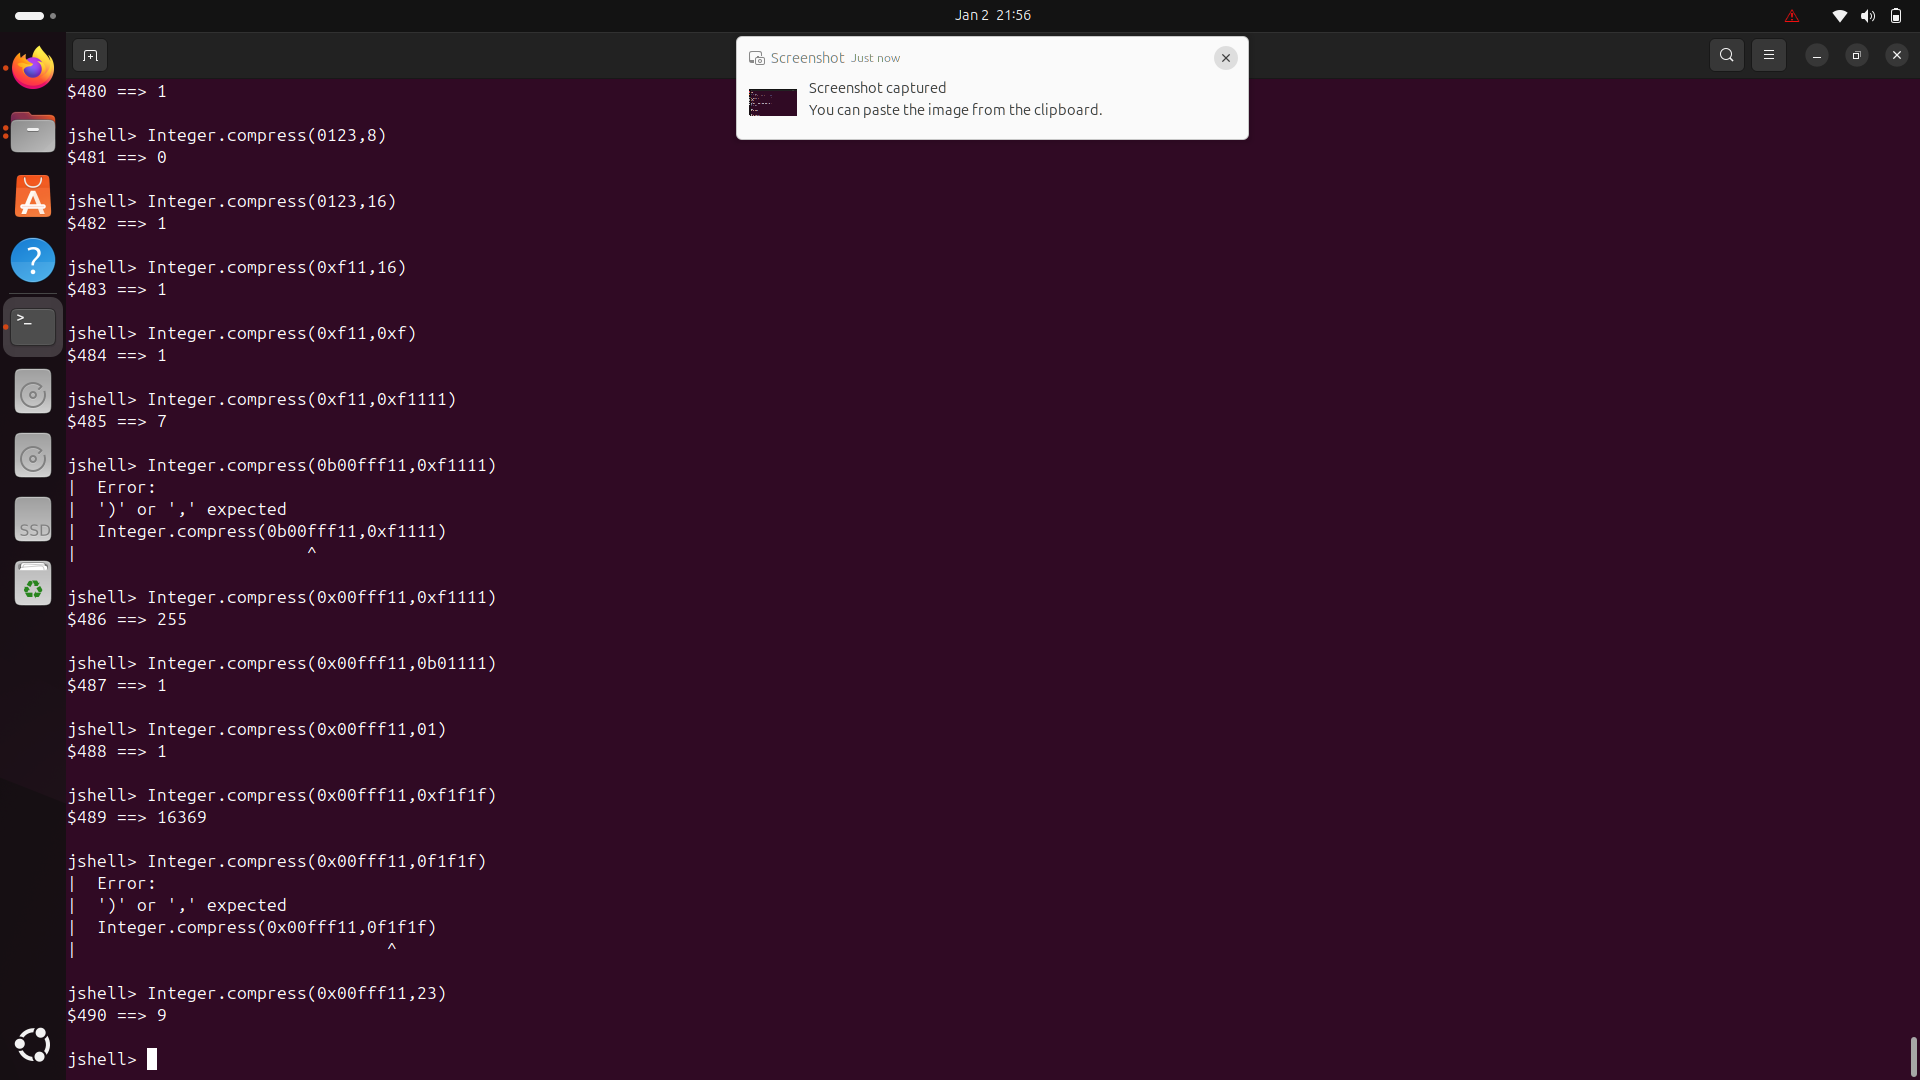 Jan 2 21:56
Screenshot Just now
Screenshot captured
You can paste the image from the clipboard.
$480 ==> 1
jshell> Integer.compress(0123,8)
$481 ==> 0
jshell> Integer.compress(0123,16)
$482 ==> 1
jshell> Integer.compress(0xf11,16)
$483 ==> 1
jshell> Integer.compress(0xf11,0xf)
$484 ==> 1
jshell> Integer.compress(0xf11,0xf1111)
$485 ==> 7
jshell> Integer.compress(0b00fff11,0xf1111)
|  Error:
|  ')' or ',' expected
|  Integer.compress(0b00fff11,0xf1111)
|                        ^
jshell> Integer.compress(0x00fff11,0xf1111)
$486 ==> 255
jshell> Integer.compress(0x00fff11,0b01111)
$487 ==> 1
jshell> Integer.compress(0x00fff11,01)
$488 ==> 1
jshell> Integer.compress(0x00fff11,0xf1f1f)
$489 ==> 16369
jshell> Integer.compress(0x00fff11,0f1f1f)
|  Error:
|  ')' or ',' expected
|  Integer.compress(0x00fff11,0f1f1f)
|                                ^
jshell> Integer.compress(0x00fff11,23)
$490 ==> 9
jshell>
>_
SSD